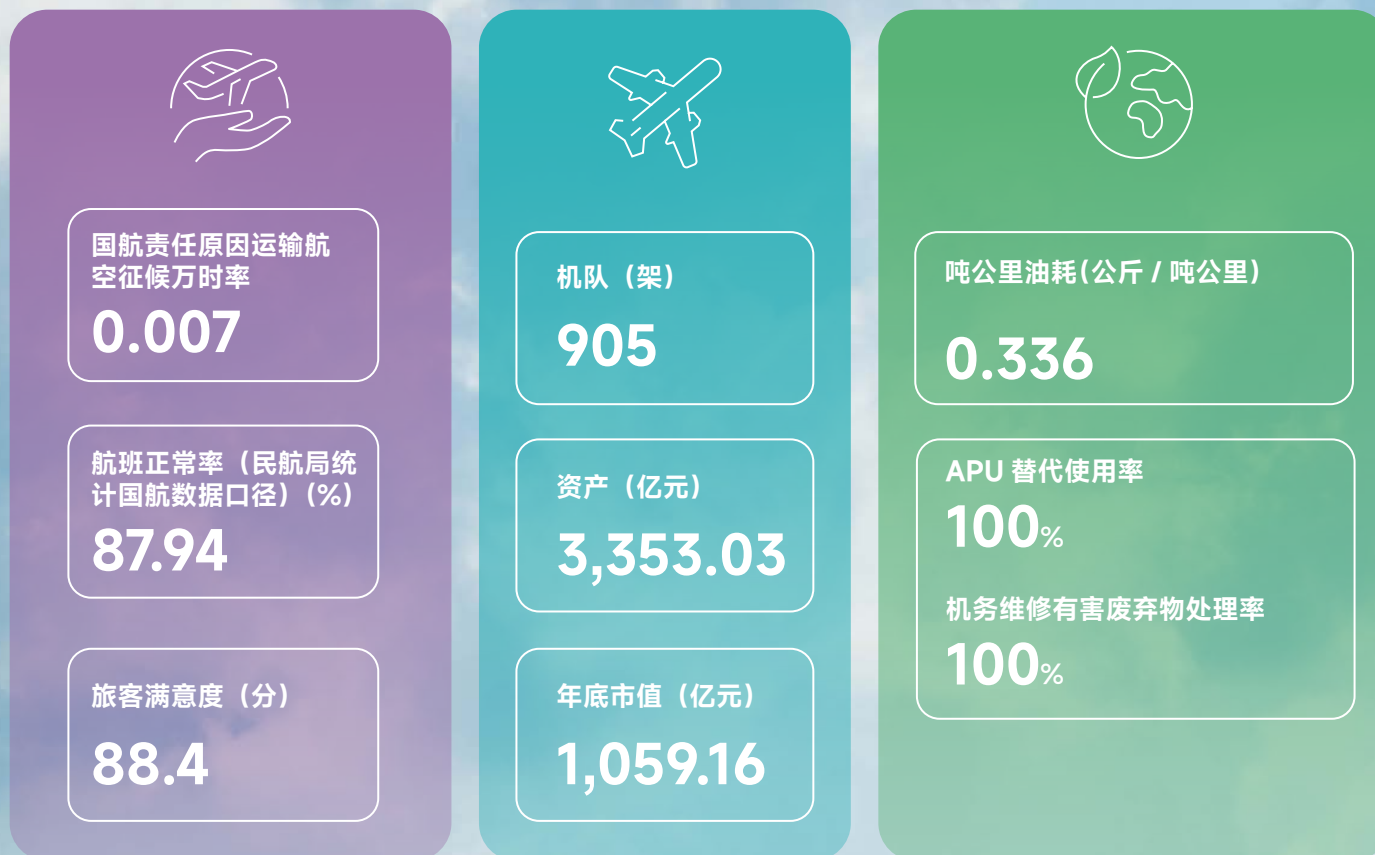 国航责任原因运输航
空征候万时率
0.007
航班正常率（民航局统
计国航数据口径）(%)
87.94
旅客满意度（分）
88.4
机队（架）
905
资产（亿元）
3,353.03
年底市值（亿元）
1,059.16
吨公里油耗(公斤 / 吨公里)
0.336
APU 替代使用率
100%
机务维修有害废弃物处理率
100%